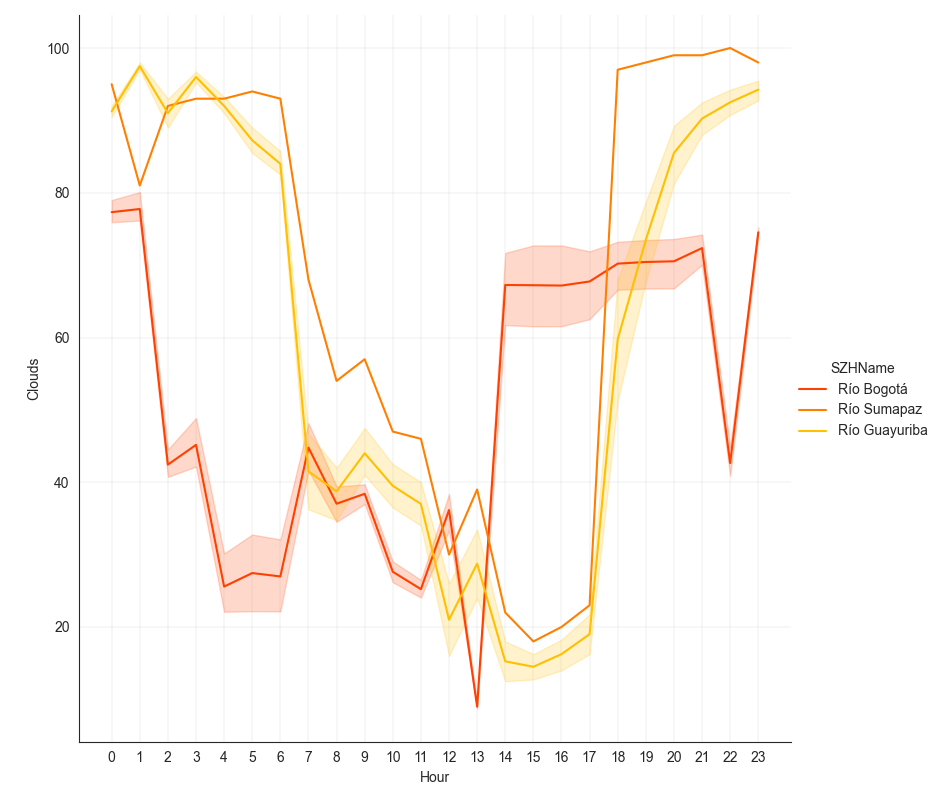 100
80
60
40
20
Clouds
0 1 2 3 4 5 6 7 8 9 10 11 12 13 14 15 16 17 18 19 20 21 22 23
Hour
SZHName
Río Bogotá
Río Sumapaz
Río Guayuriba